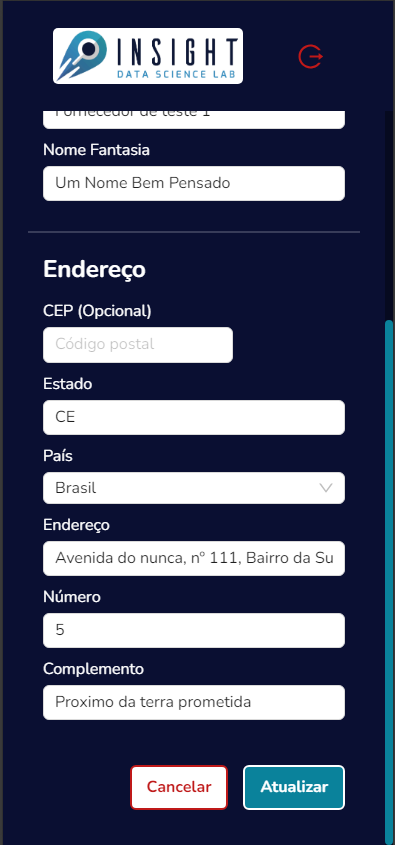 INSIGHT
DATA SCIENCE LAB
Fornecedor de teste 1
Nome Fantasia
Um Nome Bem Pensado
Endereço
CEP (Opcional)
Código postal
Estado
CE
País
Brasil
Endereço
Avenida do nunca, nº 111, Bairro da Su
Número
5
Complemento
Proximo da terra prometida
Cancelar
Atualizar